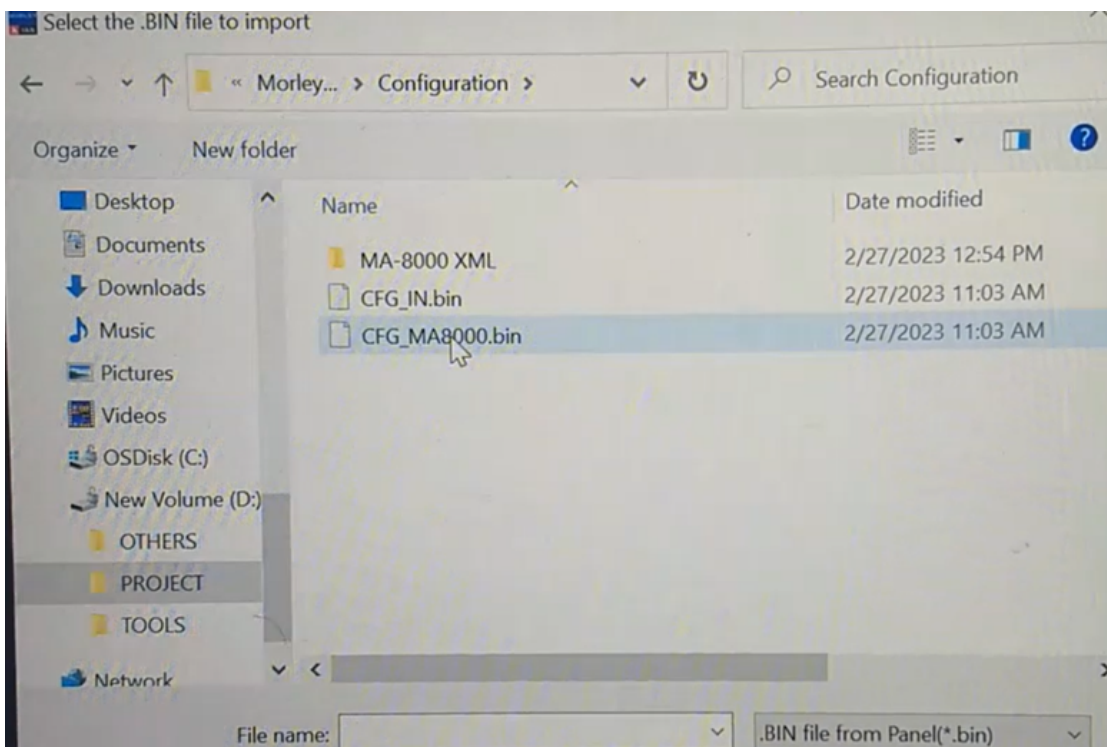 Select the .BIN file to import
« Morley... > Configuration >
Search Configuration
Organize
New folder
Name
Date modified
MA-8000 XML
2/27/2023 12:54 PM
CFG_IN.bin
2/27/2023 11:03 AM
CFG_MA8000.bin
2/27/2023 11:03 AM
Desktop
Documents
Downloads
Music
Pictures
Videos
OSDisk (C:)
New Volume (D:)
OTHERS
PROJECT
TOOLS
Network
File name:
.BIN file from Panel(*.bin)